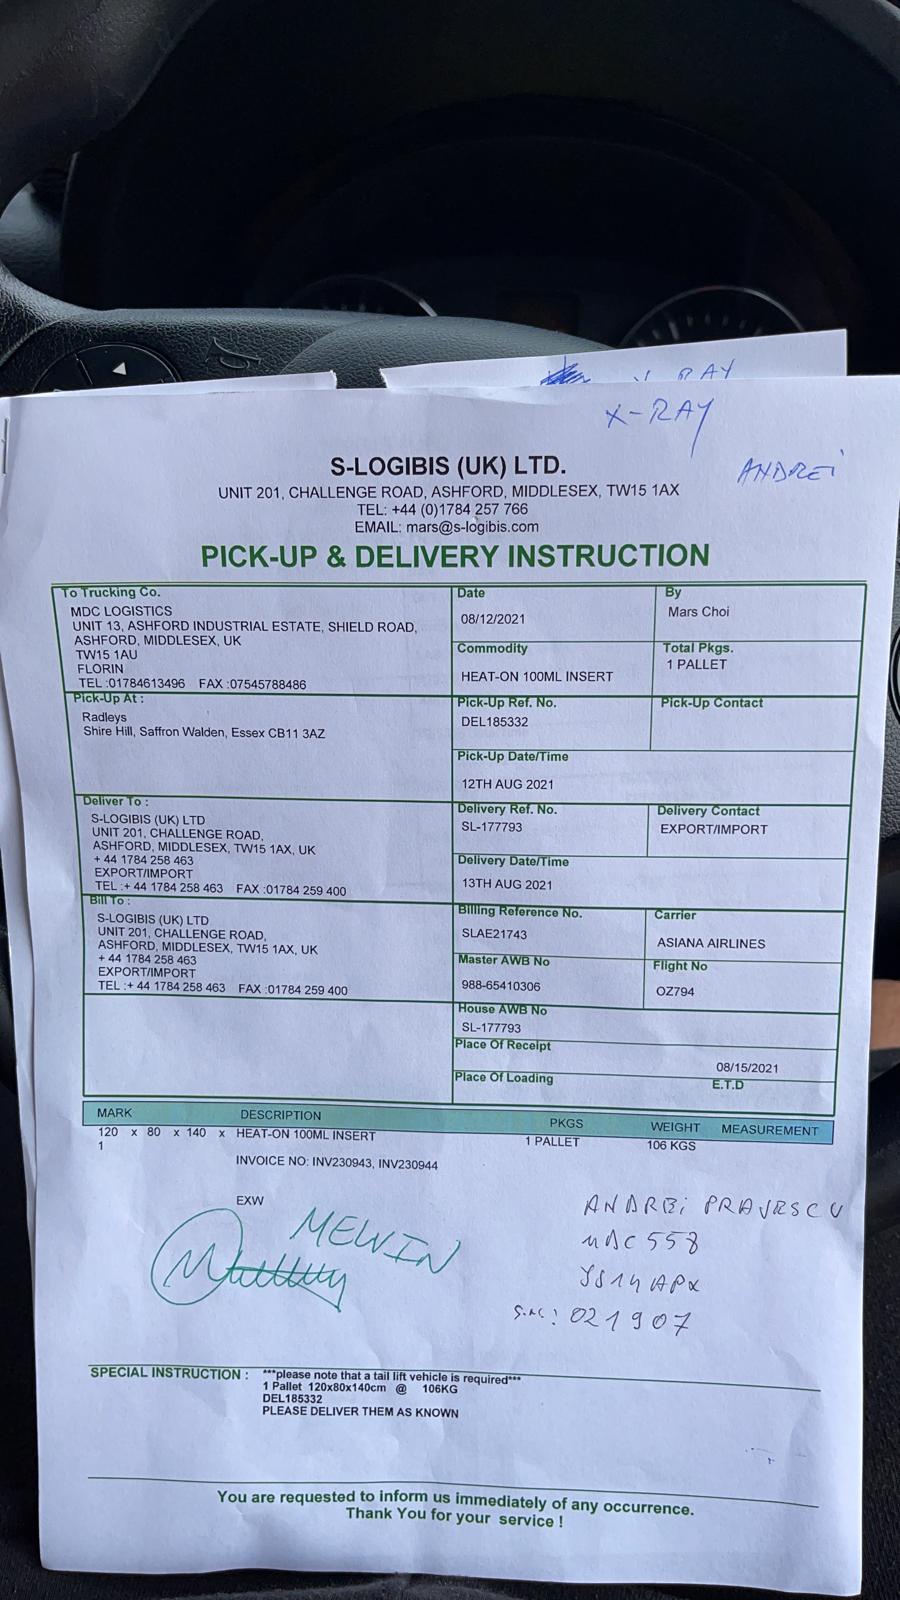 X-RAY
X-RAY
ANDREi
S-LOGIBIS (UK) LTD.
UNIT 201, CHALLENGE ROAD, ASHFORD, MIDDLESEX, TW15 1AX
TEL: +44 (0)1784 257 766
EMAIL: mars@s-logibis.com
PICK-UP & DELIVERY INSTRUCTION
To Trucking Co.
MDC LOGISTICS
UNIT 13, ASHFORD INDUSTRIAL ESTATE, SHIELD ROAD,
ASHFORD, MIDDLESEX, UK
TW15 1AU
FLORIN
TEL :01784613496 FAX :07545788486
Date
08/12/2021
By
Mars Choi
Commodity
HEAT-ON 100ML INSERT
Total Pkgs.
1 PALLET
Pick-Up At :
Radleys
Shire Hill, Saffron Walden, Essex CB11 3AZ
Pick-Up Ref. No.
DEL185332
Pick-Up Contact
Pick-Up Date/Time
12TH AUG 2021
Deliver To :
S-LOGIBIS (UK) LTD
UNIT 201, CHALLENGE ROAD,
ASHFORD, MIDDLESEX, TW15 1AX, UK
+ 44 1784 258 463
EXPORT/IMPORT
TEL :+ 44 1784 258 463 FAX :01784 259 400
Delivery Ref. No.
SL-177793
Delivery Contact
EXPORT/IMPORT
Delivery Date/Time
13TH AUG 2021
Bill To :
S-LOGIBIS (UK) LTD
UNIT 201, CHALLENGE ROAD,
ASHFORD, MIDDLESEX, TW15 1AX, UK
+ 44 1784 258 463
EXPORT/IMPORT
TEL :+ 44 1784 258 463 FAX :01784 259 400
Billing Reference No.
SLAE21743
Carrier
ASIANA AIRLINES
Master AWB No
988-65410306
Flight No
OZ794
House AWB No
SL-177793
Place Of Receipt
08/15/2021
Place Of Loading E.T.D
MARK DESCRIPTION PKGS WEIGHT MEASUREMENT
120 x 80 x 140 x HEAT-ON 100ML INSERT 1 PALLET 106 KGS
1
INVOICE NO: INV230943, INV230944
EXW
MELVIN
ANDREi
558
021907
SPECIAL INSTRUCTION : ***please note that a tail lift vehicle is required***
1 Pallet 120x80x140cm @ 106KG
DEL185332
PLEASE DELIVER THEM AS KNOWN
You are requested to inform us immediately of any occurrence.
Thank You for your service !